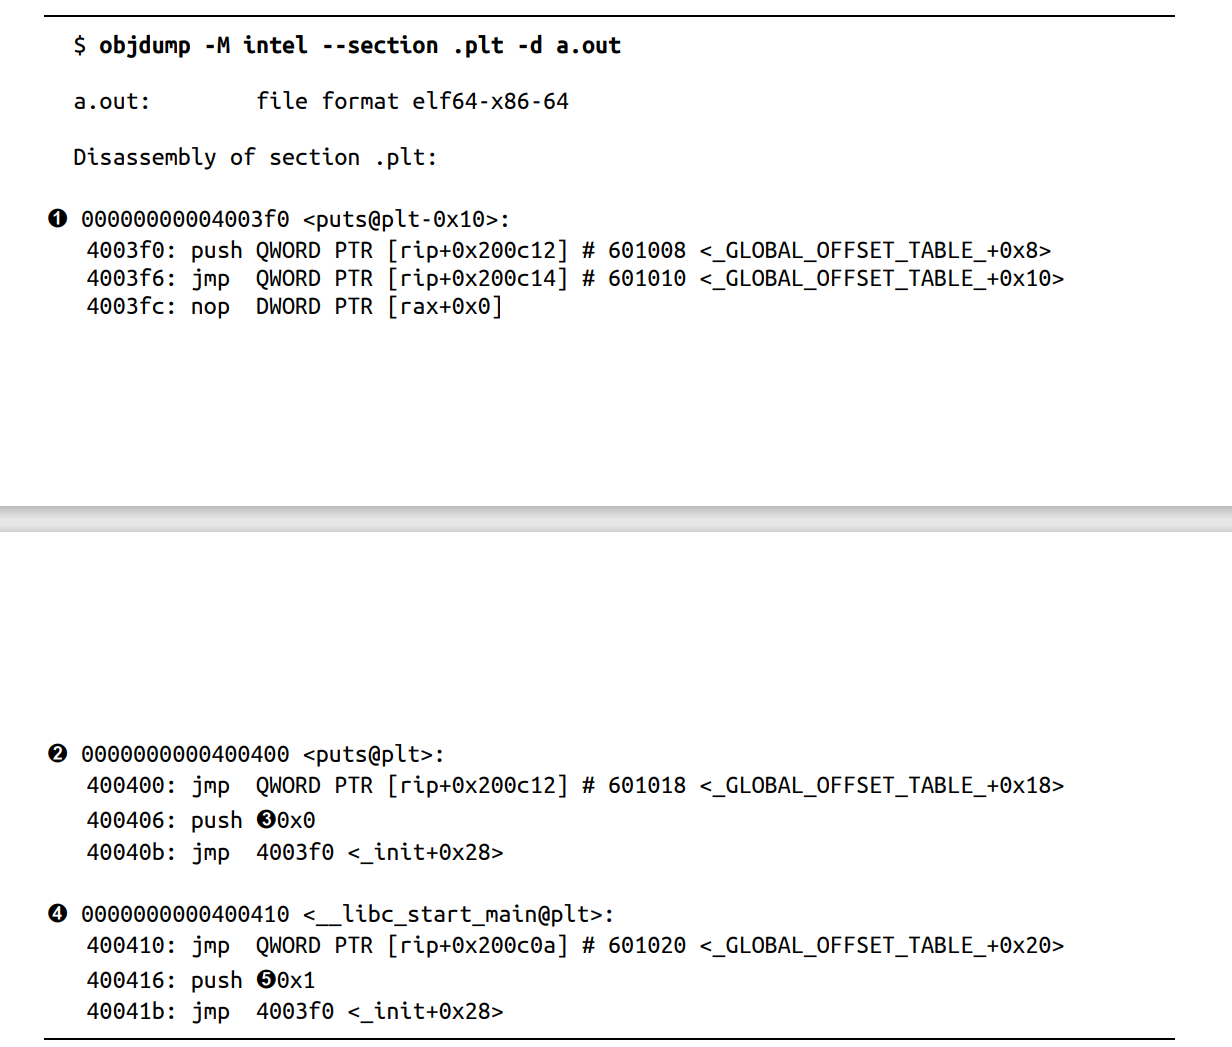 $ objdump -M intel --section .plt -d a.out
a.out:        file format elf64-x86-64
Disassembly of section .plt:
❶ 00000000004003f0 <puts@plt-0x10>:
4003f0: push QWORD PTR [rip+0x200c12] # 601008 <_GLOBAL_OFFSET_TABLE_+0x8>
4003f6: jmp  QWORD PTR [rip+0x200c14] # 601010 <_GLOBAL_OFFSET_TABLE_+0x10>
4003fc: nop  DWORD PTR [rax+0x0]
❷ 0000000000400400 <puts@plt>:
400400: jmp  QWORD PTR [rip+0x200c12] # 601018 <_GLOBAL_OFFSET_TABLE_+0x18>
400406: push ❸0x0
40040b: jmp  4003f0 <_init+0x28>
❹ 0000000000400410 <__libc_start_main@plt>:
400410: jmp  QWORD PTR [rip+0x200c0a] # 601020 <_GLOBAL_OFFSET_TABLE_+0x20>
400416: push ❺0x1
40041b: jmp  4003f0 <_init+0x28>